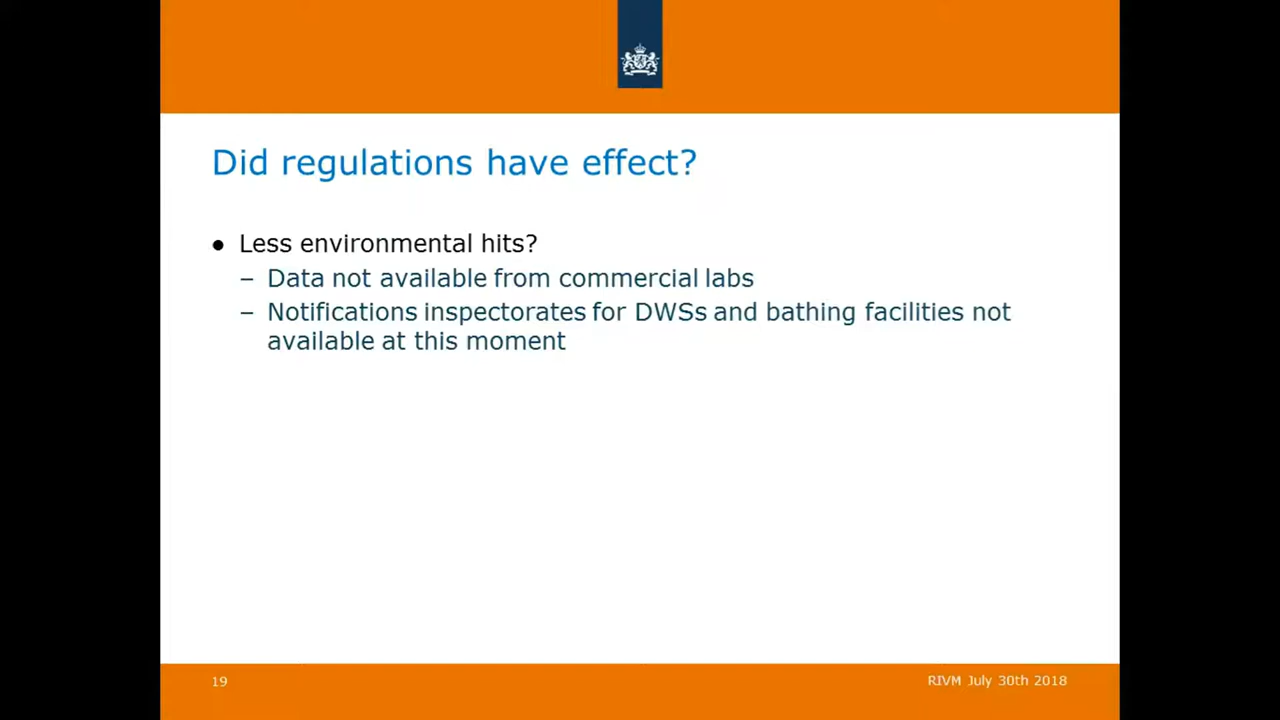 Did regulations have effect?
● Less environmental hits?
– Data not available from commercial labs
– Notifications inspectorates for DWSs and bathing facilities not
available at this moment
19
RIVM July 30th 2018